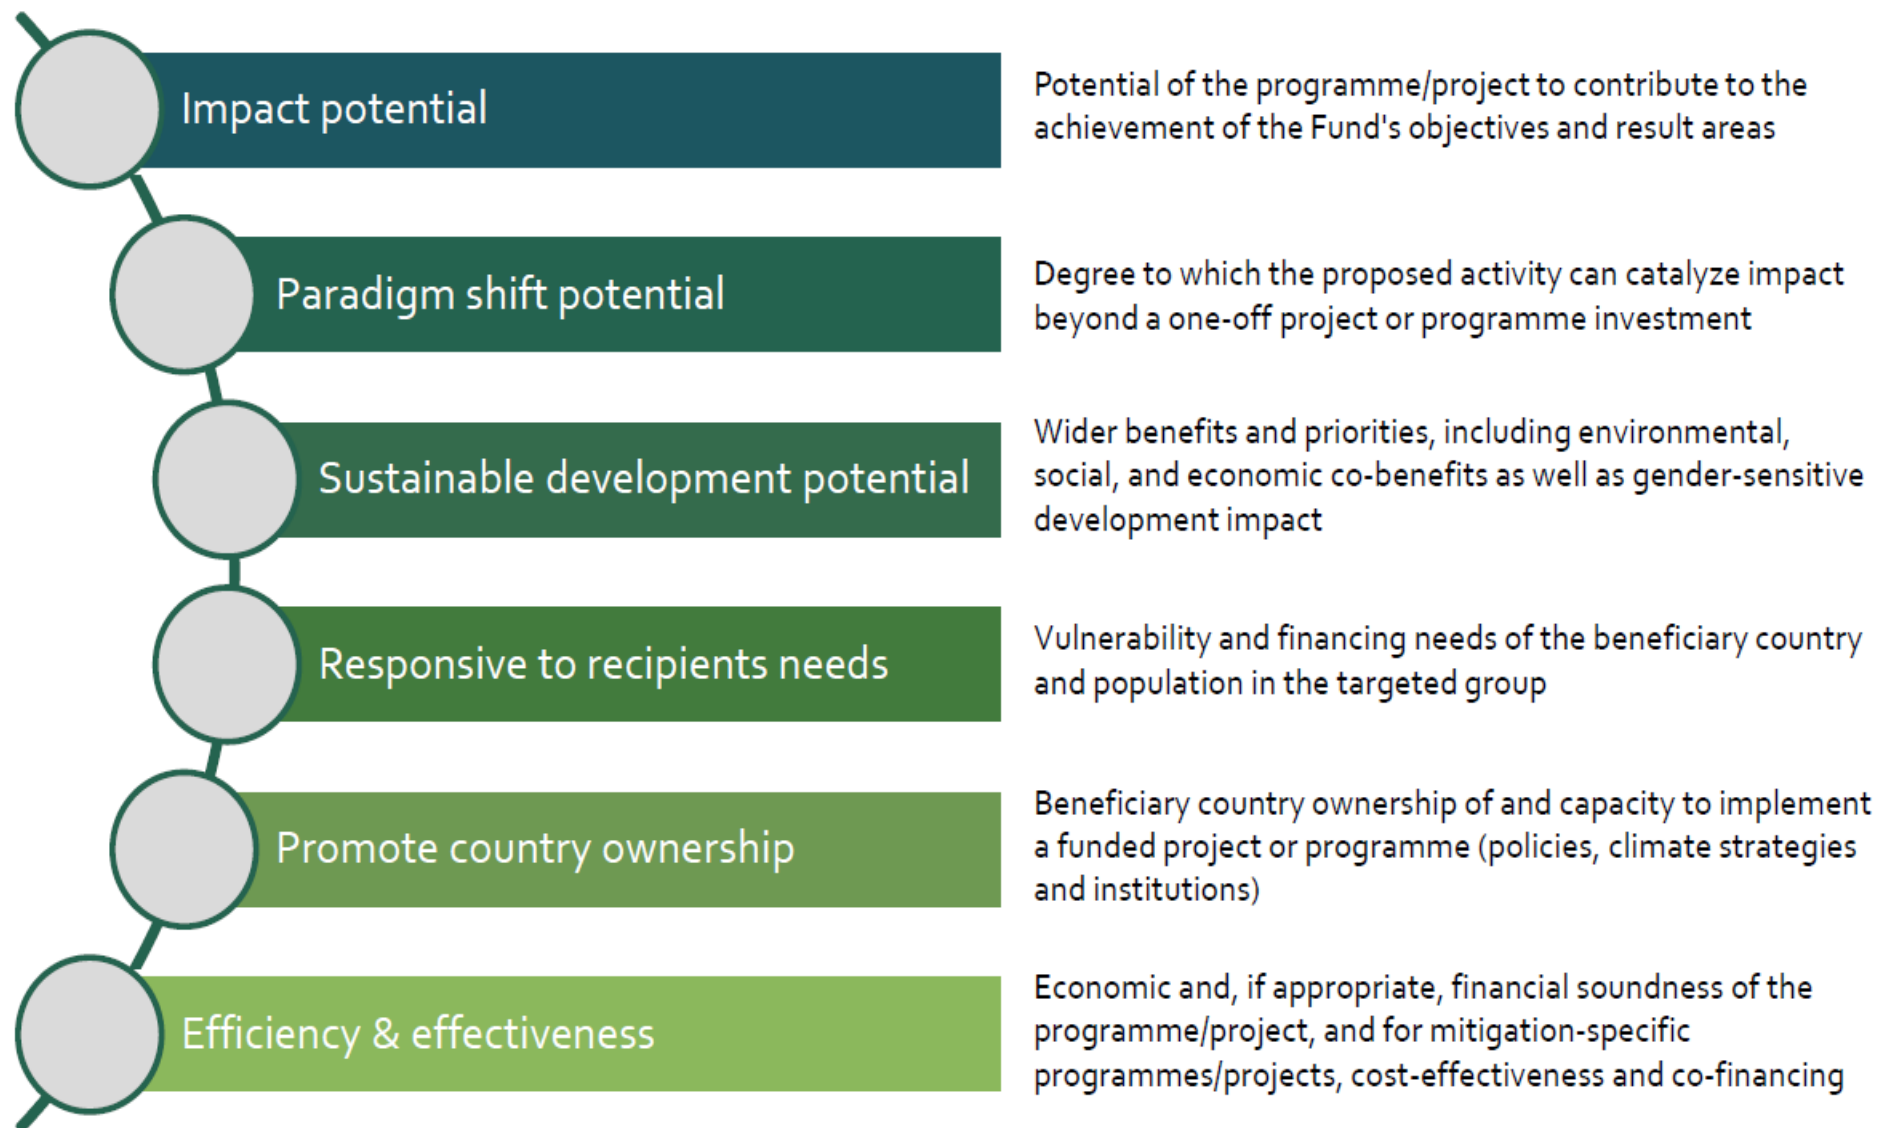 Impact potential
Potential of the programme/project to contribute to the
achievement of the Fund's objectives and result areas
Paradigm shift potential
Degree to which the proposed activity can catalyze impact
beyond a one-off project or programme investment
Sustainable development potential
Wider benefits and priorities, including environmental,
social, and economic co-benefits as well as gender-sensitive
development impact
Responsive to recipients needs
Vulnerability and financing needs of the beneficiary country
and population in the targeted group
Promote country ownership
Beneficiary country ownership of and capacity to implement
a funded project or programme (policies, climate strategies
and institutions)
Efficiency & effectiveness
Economic and, if appropriate, financial soundness of the
programme/project, and for mitigation-specific
programmes/projects, cost-effectiveness and co-financing